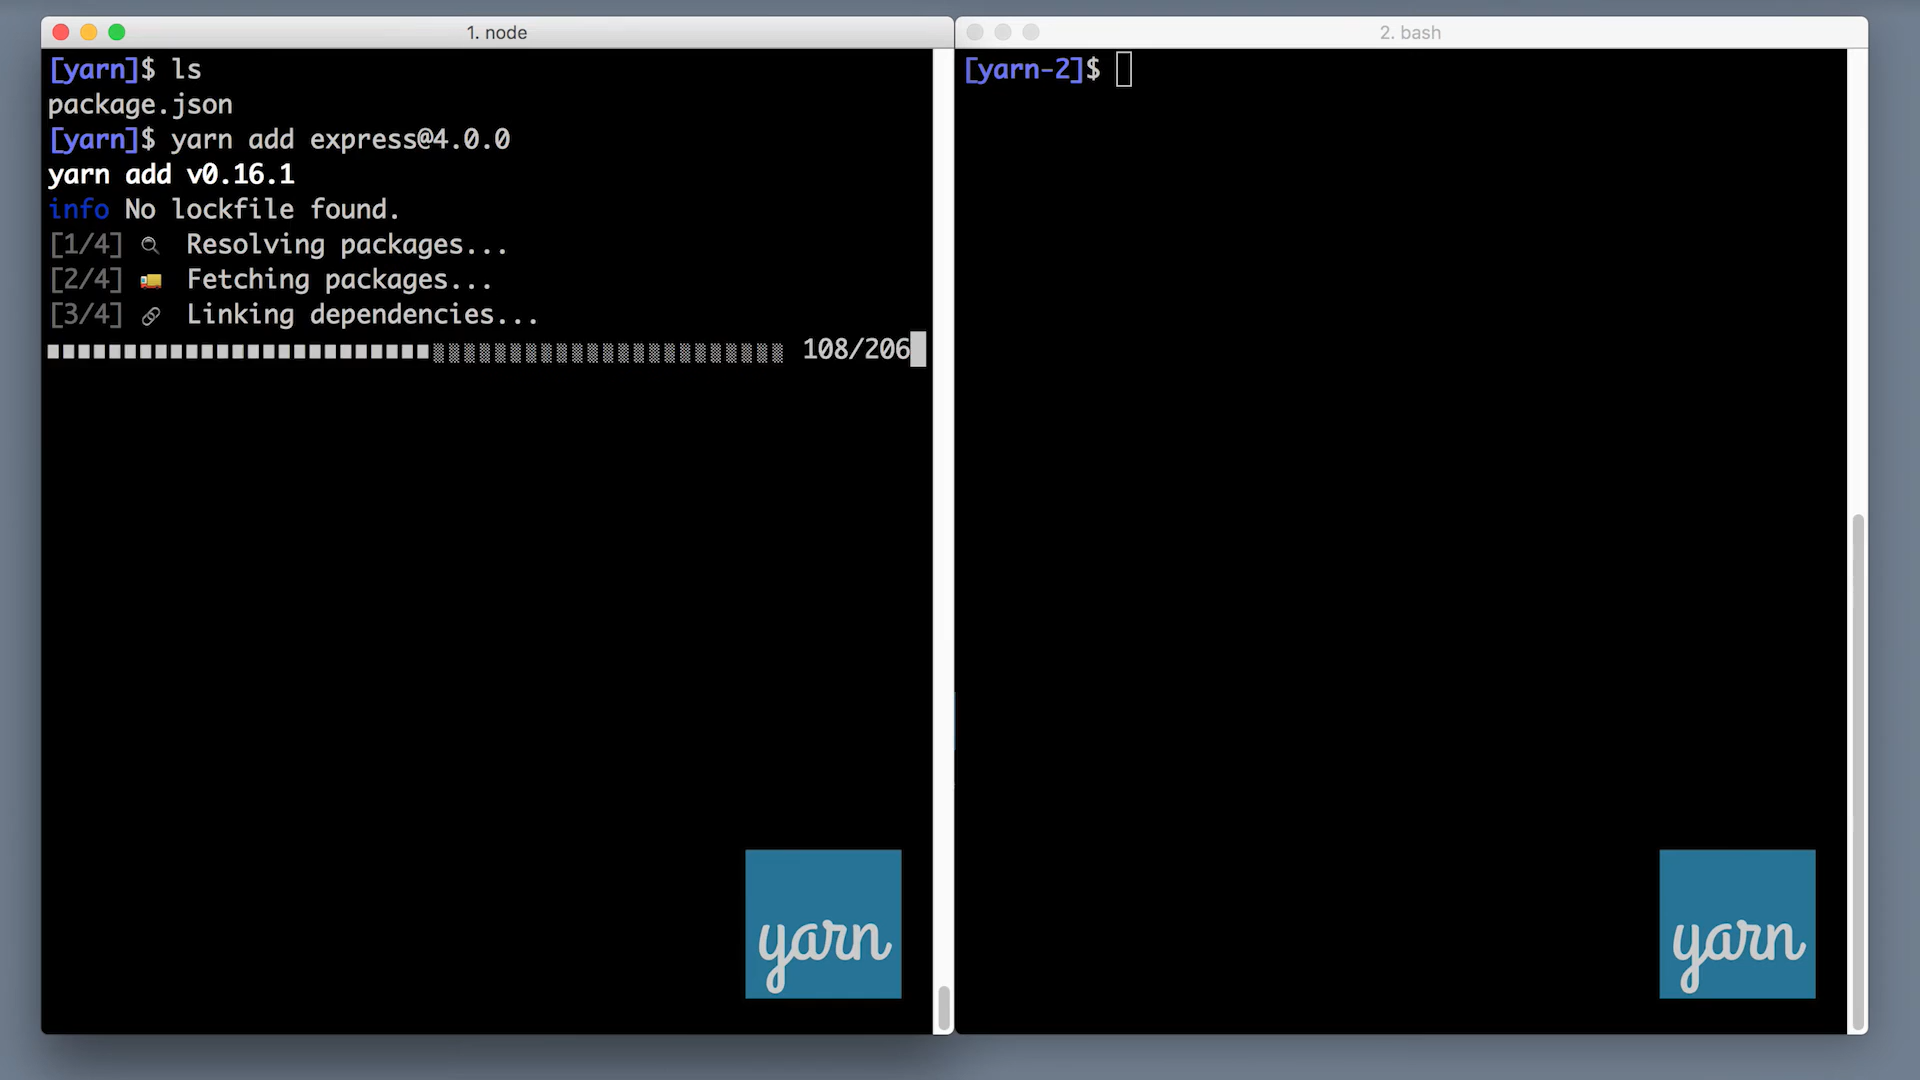 1. node
[yarn]$ ls
package.json
[yarn]$ yarn add express@4.0.0
yarn add v0.16.1
info No lockfile found.
[1/4] 🔍 Resolving packages...
[2/4] 🚚 Fetching packages...
[3/4] 🔗 Linking dependencies...
108/206
yarn
2. bash
[yarn-2]$
yarn